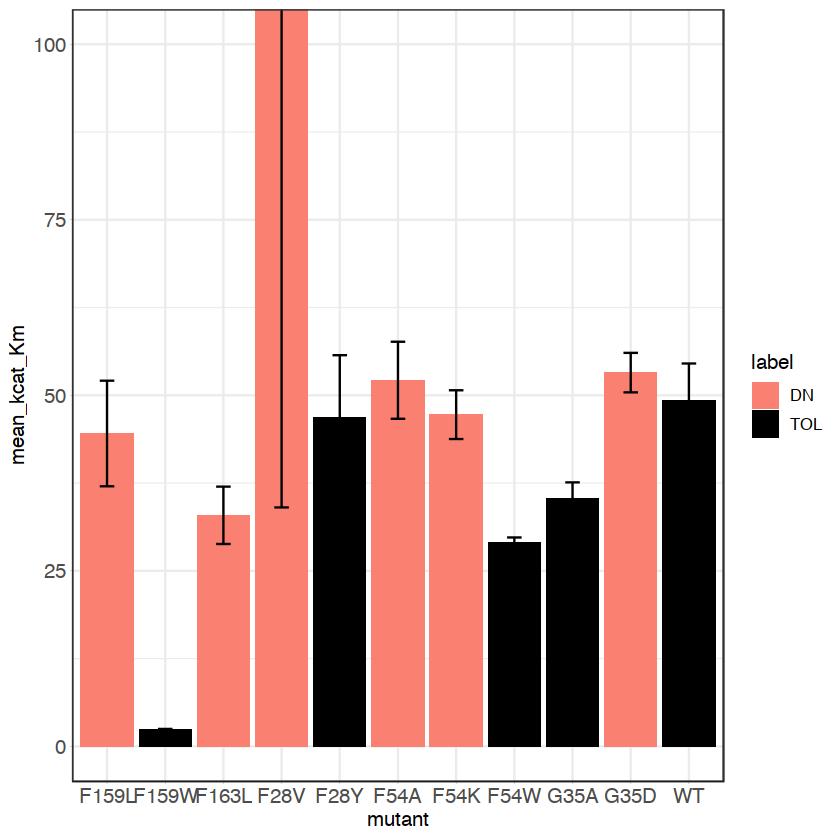 100
75
50
25
0
mean_kcat_Km
F159L F159W F163L F28V F28Y F54A F54K F54W G35A G35D WT
mutant
label
DN
TOL